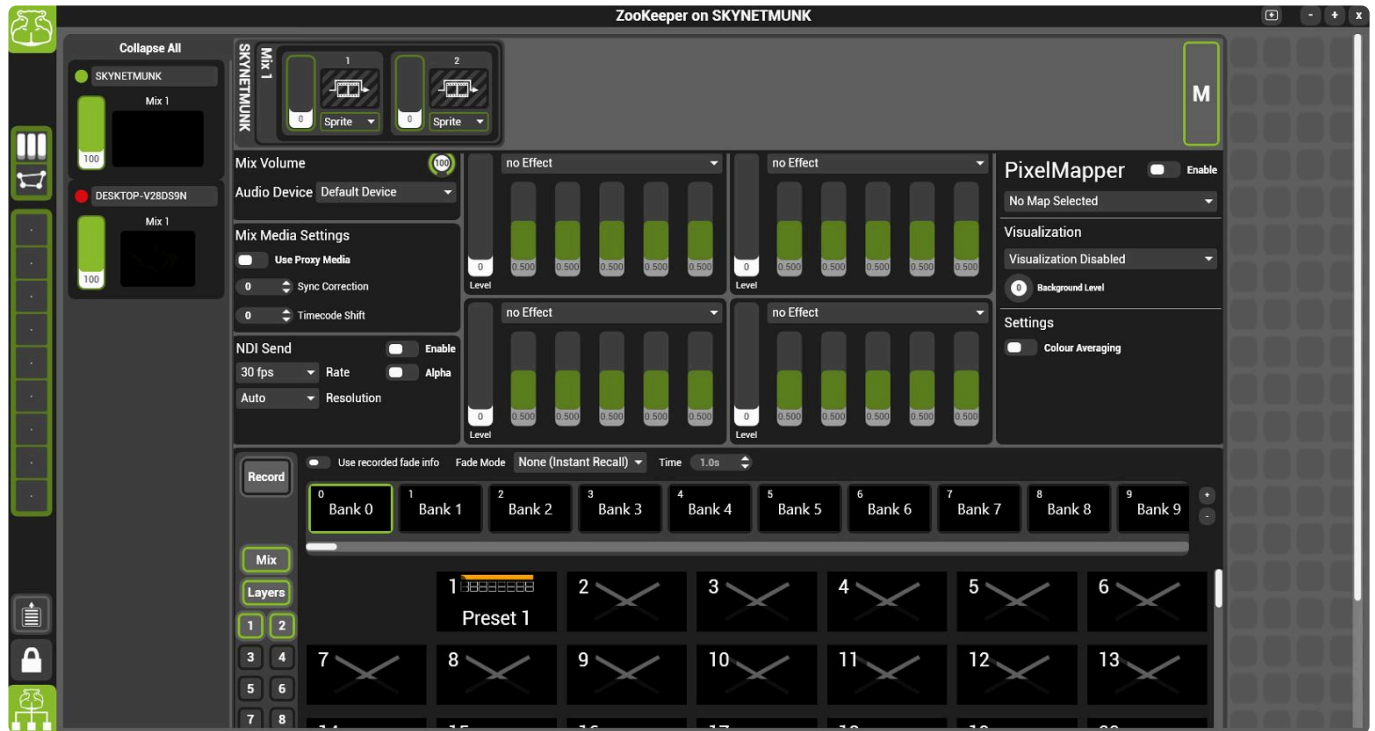 ZooKeeper on SKYNETMUNK
- + x
Collapse All
SKYNETMUNK
Mix 1
100
DESKTOP-V28DS9N
Mix 1
100
SKYNETMUNK
Mix 1
1 2
0 Sprite 0 Sprite
M
Mix Volume 100
Audio Device Default Device
Mix Media Settings
Use Proxy Media
0 Sync Correction
0 Timecode Shift
NDI Send Enable
30 fps Rate Alpha
Auto Resolution
no Effect
0 0.500 0.500 0.500 0.500 0.500
Level
no Effect
0 0.500 0.500 0.500 0.500 0.500
Level
no Effect
0 0.500 0.500 0.500 0.500 0.500
Level
no Effect
0 0.500 0.500 0.500 0.500 0.500
Level
PixelMapper Enable
No Map Selected
Visualization
Visualization Disabled
0 Background Level
Settings
Colour Averaging
Record
Use recorded fade info Fade Mode None (Instant Recall) Time 1.0s
0 1 2 3 4 5 6 7 8 9
Bank 0 Bank 1 Bank 2 Bank 3 Bank 4 Bank 5 Bank 6 Bank 7 Bank 8 Bank 9
+
-
Mix
Layers
1 2
3 4
5 6
7 8
1 2 3 4 5 6
Preset 1
7 8 9 10 11 12 13